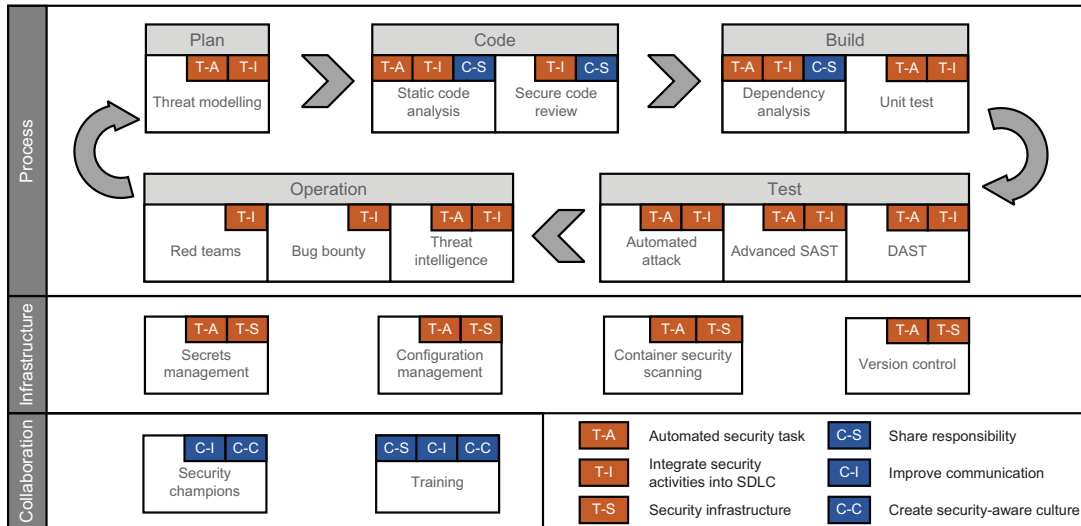 Process
Plan
T-A T-I
Threat modelling
Code
T-A T-I C-S
Static code
analysis
T-I C-S
Secure code
review
Build
T-A T-I C-S
Dependency
analysis
T-A T-I
Unit test
Operation
T-I
Red teams
T-I
Bug bounty
T-A T-I
Threat
intelligence
Test
T-A T-I
Automated
attack
T-A T-I
Advanced SAST
T-A T-I
DAST
Infrastructure
T-A T-S
Secrets
management
T-A T-S
Configuration
management
T-A T-S
Container security
scanning
T-A T-S
Version control
Collaboration
C-I C-C
Security
champions
C-S C-I C-C
Training
T-A Automated security task
T-I Integrate security
activities into SDLC
T-S Security infrastructure
C-S Share responsibility
C-I Improve communication
C-C Create security-aware culture